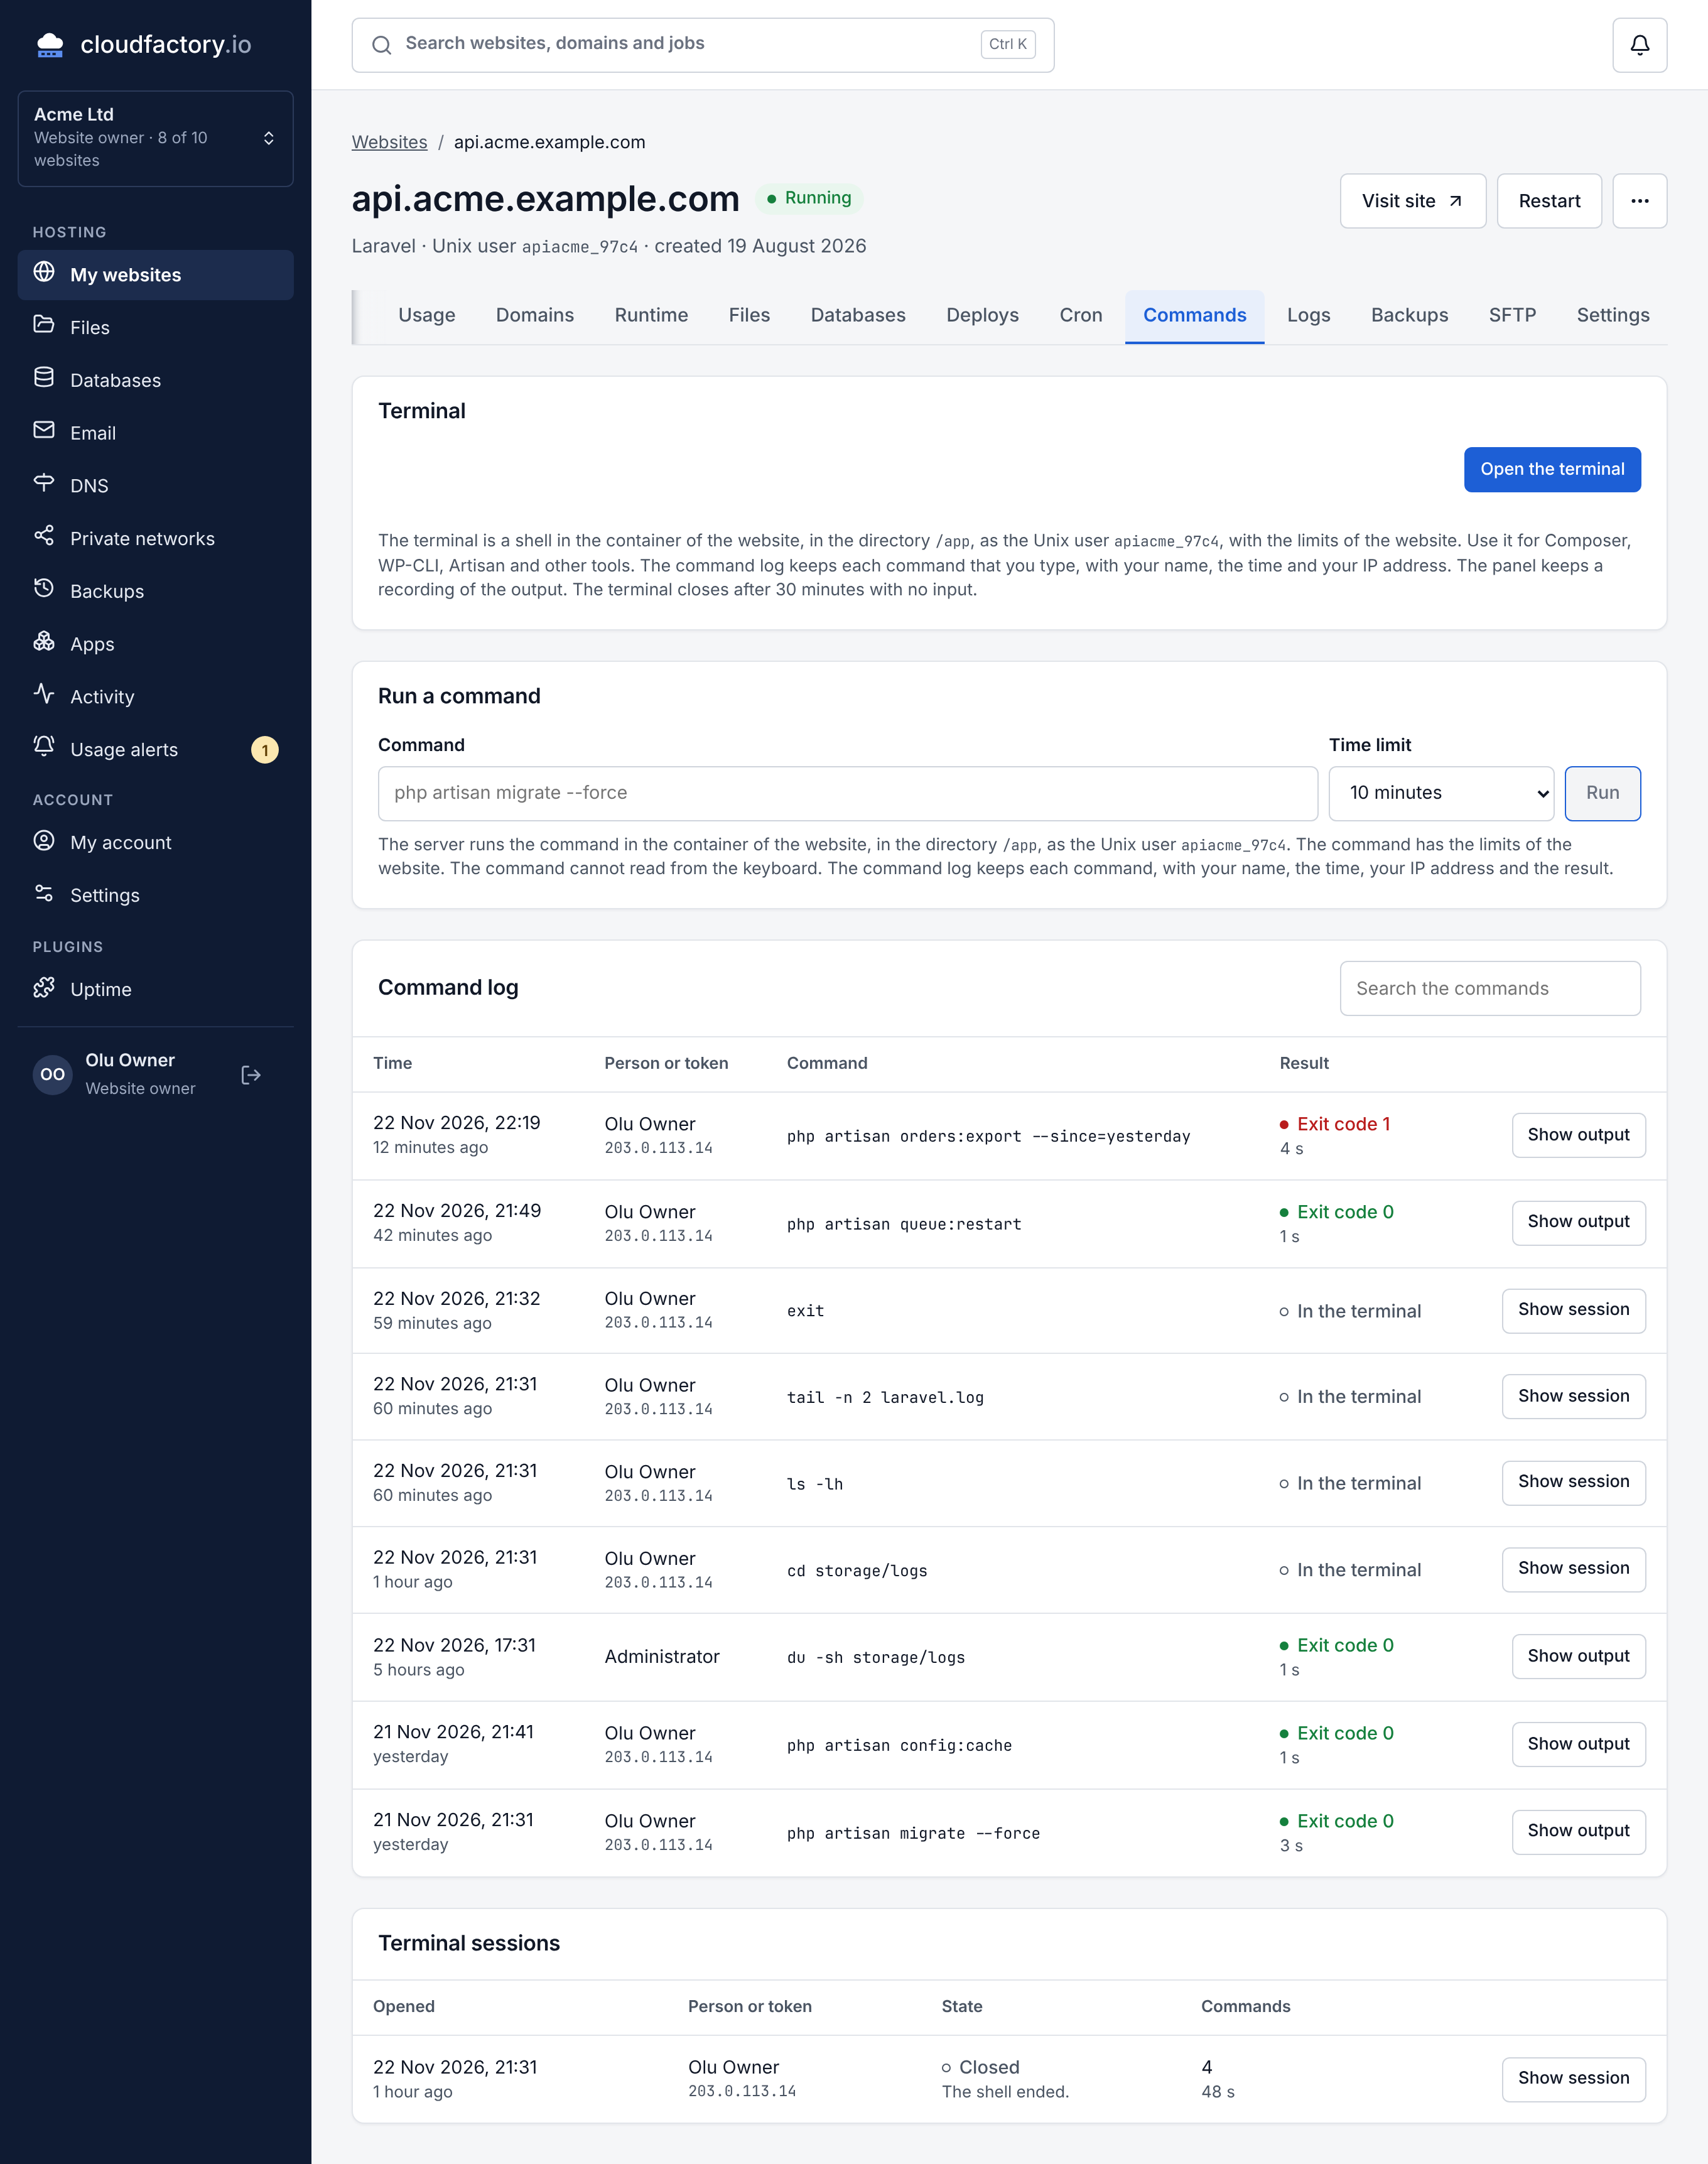 cloudfactory.io
Acme Ltd
Website owner · 8 of 10
websites
HOSTING
My websites
Files
Databases
Email
DNS
Private networks
Backups
Apps
Activity
Usage alerts 1
ACCOUNT
My account
Settings
PLUGINS
Uptime
OO
Olu Owner
Website owner
Search websites, domains and jobs Ctrl K
Websites / api.acme.example.com
api.acme.example.com Running
Visit site Restart
Laravel · Unix user apiacme_97c4 · created 19 August 2026
Usage Domains Runtime Files Databases Deploys Cron Commands Logs Backups SFTP Settings
Terminal
Open the terminal
The terminal is a shell in the container of the website, in the directory /app, as the Unix user apiacme_97c4, with the limits of the website. Use it for Composer,
WP-CLI, Artisan and other tools. The command log keeps each command that you type, with your name, the time and your IP address. The panel keeps a
recording of the output. The terminal closes after 30 minutes with no input.
Run a command
Command Time limit
php artisan migrate --force 10 minutes Run
The server runs the command in the container of the website, in the directory /app, as the Unix user apiacme_97c4. The command has the limits of the
website. The command cannot read from the keyboard. The command log keeps each command, with your name, the time, your IP address and the result.
Command log Search the commands
Time Person or token Command Result
22 Nov 2026, 22:19 Olu Owner php artisan orders:export --since=yesterday Exit code 1 Show output
12 minutes ago 203.0.113.14 4 s
22 Nov 2026, 21:49 Olu Owner php artisan queue:restart Exit code 0 Show output
42 minutes ago 203.0.113.14 1 s
22 Nov 2026, 21:32 Olu Owner exit In the terminal Show session
59 minutes ago 203.0.113.14
22 Nov 2026, 21:31 Olu Owner tail -n 2 laravel.log In the terminal Show session
60 minutes ago 203.0.113.14
22 Nov 2026, 21:31 Olu Owner ls -lh In the terminal Show session
60 minutes ago 203.0.113.14
22 Nov 2026, 21:31 Olu Owner cd storage/logs In the terminal Show session
1 hour ago 203.0.113.14
22 Nov 2026, 17:31 Administrator du -sh storage/logs Exit code 0 Show output
5 hours ago 1 s
21 Nov 2026, 21:41 Olu Owner php artisan config:cache Exit code 0 Show output
yesterday 203.0.113.14 1 s
21 Nov 2026, 21:31 Olu Owner php artisan migrate --force Exit code 0 Show output
yesterday 203.0.113.14 3 s
Terminal sessions
Opened Person or token State Commands
22 Nov 2026, 21:31 Olu Owner Closed 4 Show session
1 hour ago 203.0.113.14 The shell ended. 48 s